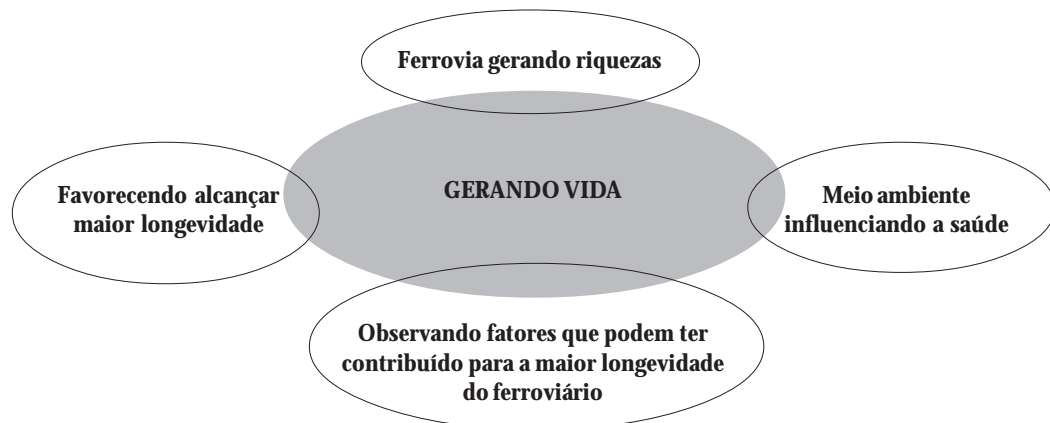 Ferrovia gerando riquezas
Favorecendo alcançar
maior longevidade
GERANDO VIDA
Meio ambiente
influenciando a saúde
Observando fatores que podem ter
contribuído para a maior longevidade
do ferroviário